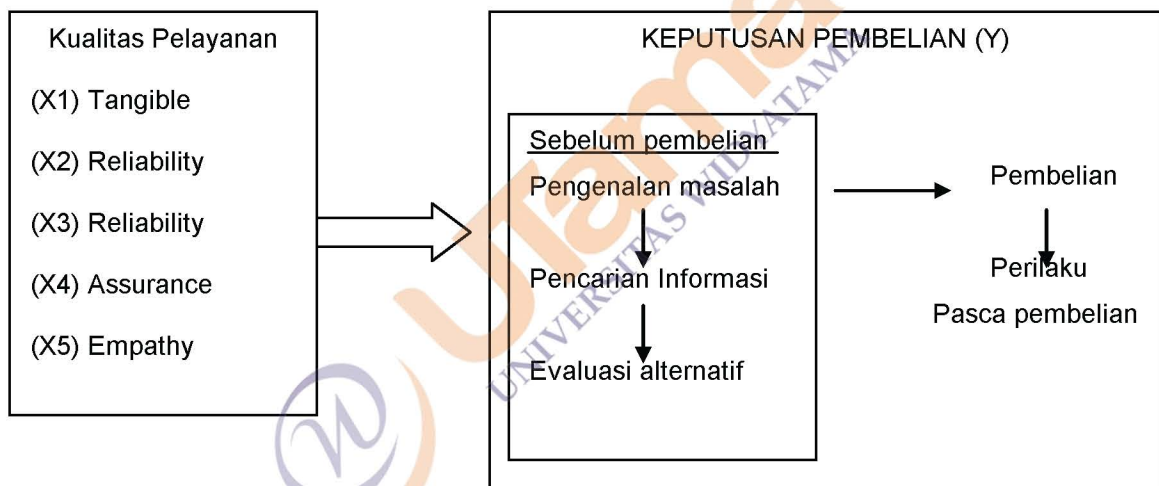 Kualitas Pelayanan
(X1) Tangible
(X2) Reliability
(X3) Reliability
(X4) Assurance
(X5) Empathy
KEPUTUSAN PEMBELIAN (Y)
Sebelum pembelian
Pengenalan masalah
Pencarian Informasi
Evaluasi alternatif
Pembelian
Perilaku
Pasca pembelian
UTama
UNIVERSITAS WIDYATAMA